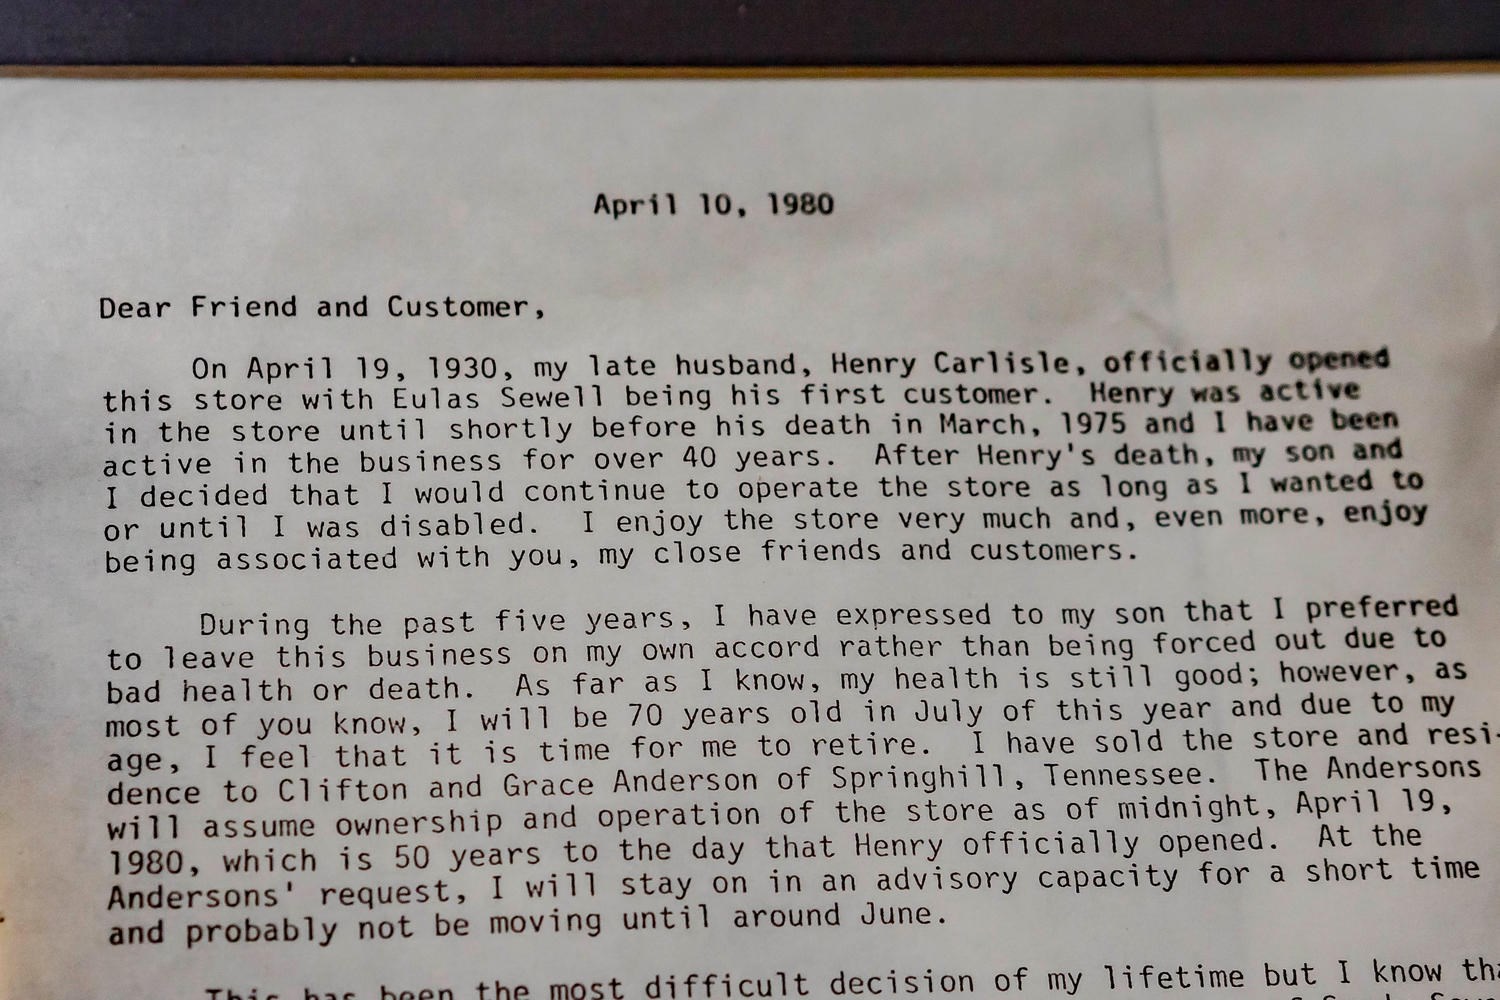 April 10, 1980
Dear Friend and Customer,
On April 19, 1930, my late husband, Henry Carlisle, officially opened
this store with Eulas Sewell being his first customer. Henry was active
in the store until shortly before his death in March, 1975 and I have been
active in the business for over 40 years. After Henry's death, my son and
I decided that I would continue to operate the store as long as I wanted to
or until I was disabled. I enjoy the store very much and, even more, enjoy
being associated with you, my close friends and customers.
During the past five years, I have expressed to my son that I preferred
to leave this business on my own accord rather than being forced out due to
bad health or death. As far as I know, my health is still good; however, as
most of you know, I will be 70 years old in July of this year and due to my
age, I feel that it is time for me to retire. I have sold the store and resi-
dence to Clifton and Grace Anderson of Springhill, Tennessee. The Andersons
will assume ownership and operation of the store as of midnight, April 19,
1980, which is 50 years to the day that Henry officially opened. At the
Andersons' request, I will stay on in an advisory capacity for a short time
and probably not be moving until around June.
This has been the most difficult decision of my lifetime but I know